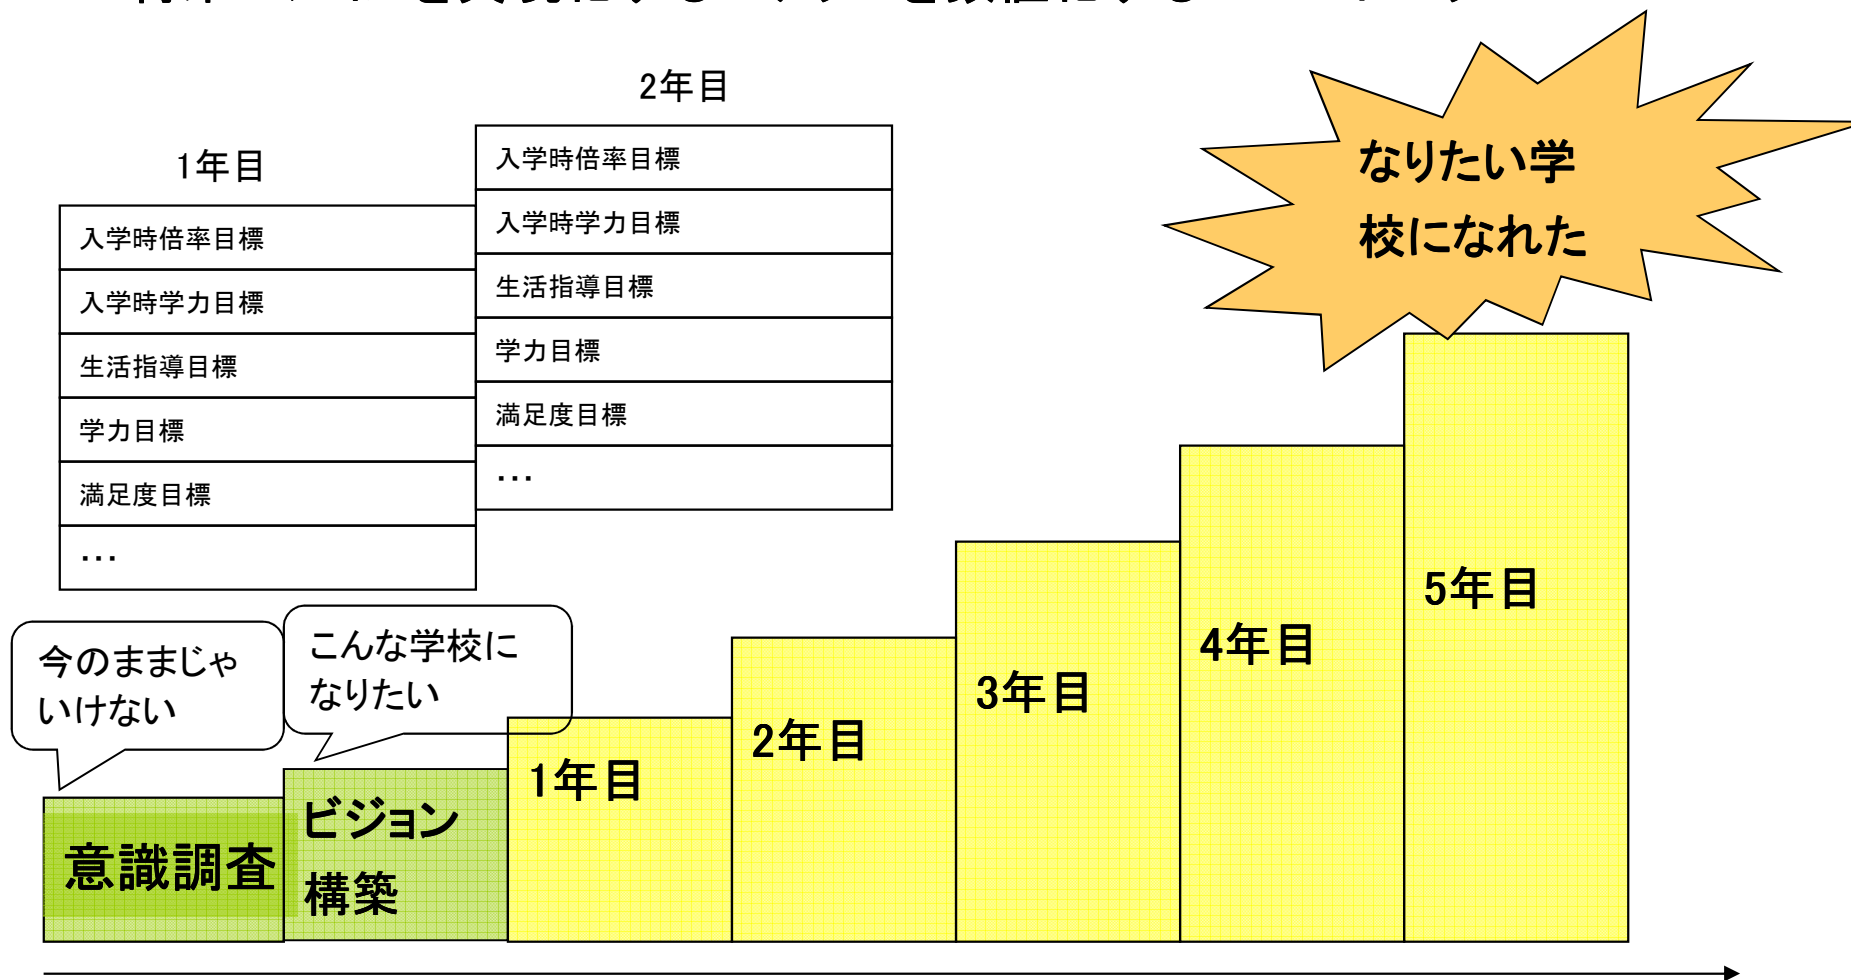 2年目
1年目
入学時倍率目標
入学時学力目標
生活指導目標
学力目標
満足度目標
･･･
入学時倍率目標
入学時学力目標
生活指導目標
学力目標
満足度目標
･･･
なりたい学
校になれた
今のままじゃ
いけない
こんな学校に
なりたい
意識調査
ビジョン
構築
1年目
2年目
3年目
4年目
5年目